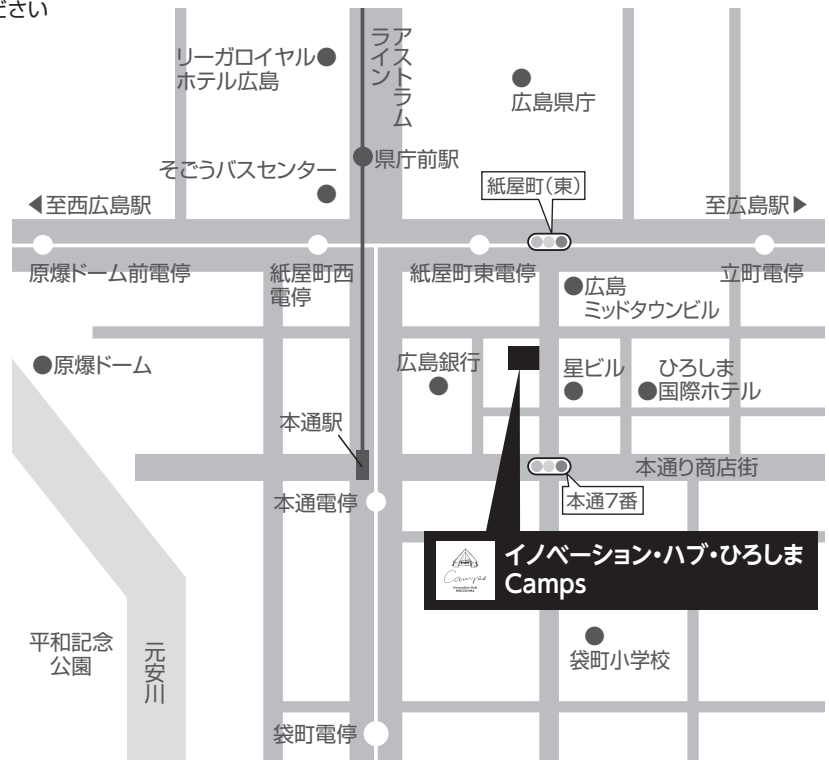 ださい
リーガロイヤル
ホテル広島
アストラム
ライン
広島県庁
県庁前駅
そごうバスセンター
紙屋町（東）
◀至西広島駅
至広島駅▶
原爆ドーム前電停
紙屋町西
電停
紙屋町東電停
立町電停
広島
ミッドタウンビル
原爆ドーム
広島銀行
星ビル
ひろしま
国際ホテル
本通駅
本通り商店街
本通電停
本通7番
Camps
Innovation Hub
HIROSHIMA
イノベーション・ハブ・ひろしま
Camps
平和記念
公園
元安川
袋町小学校
袋町電停